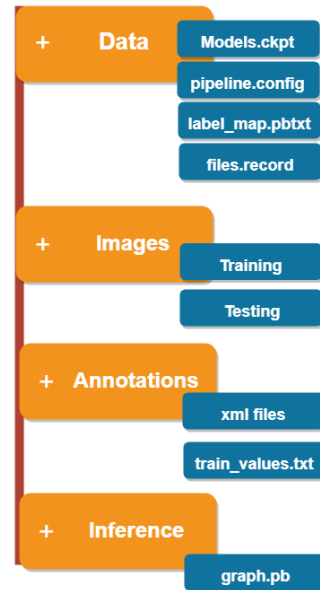 + Data
Models.ckpt
pipeline.config
label_map.pbtxt
files.record
+ Images
Training
Testing
+ Annotations
xml files
train_values.txt
+ Inference
graph.pb